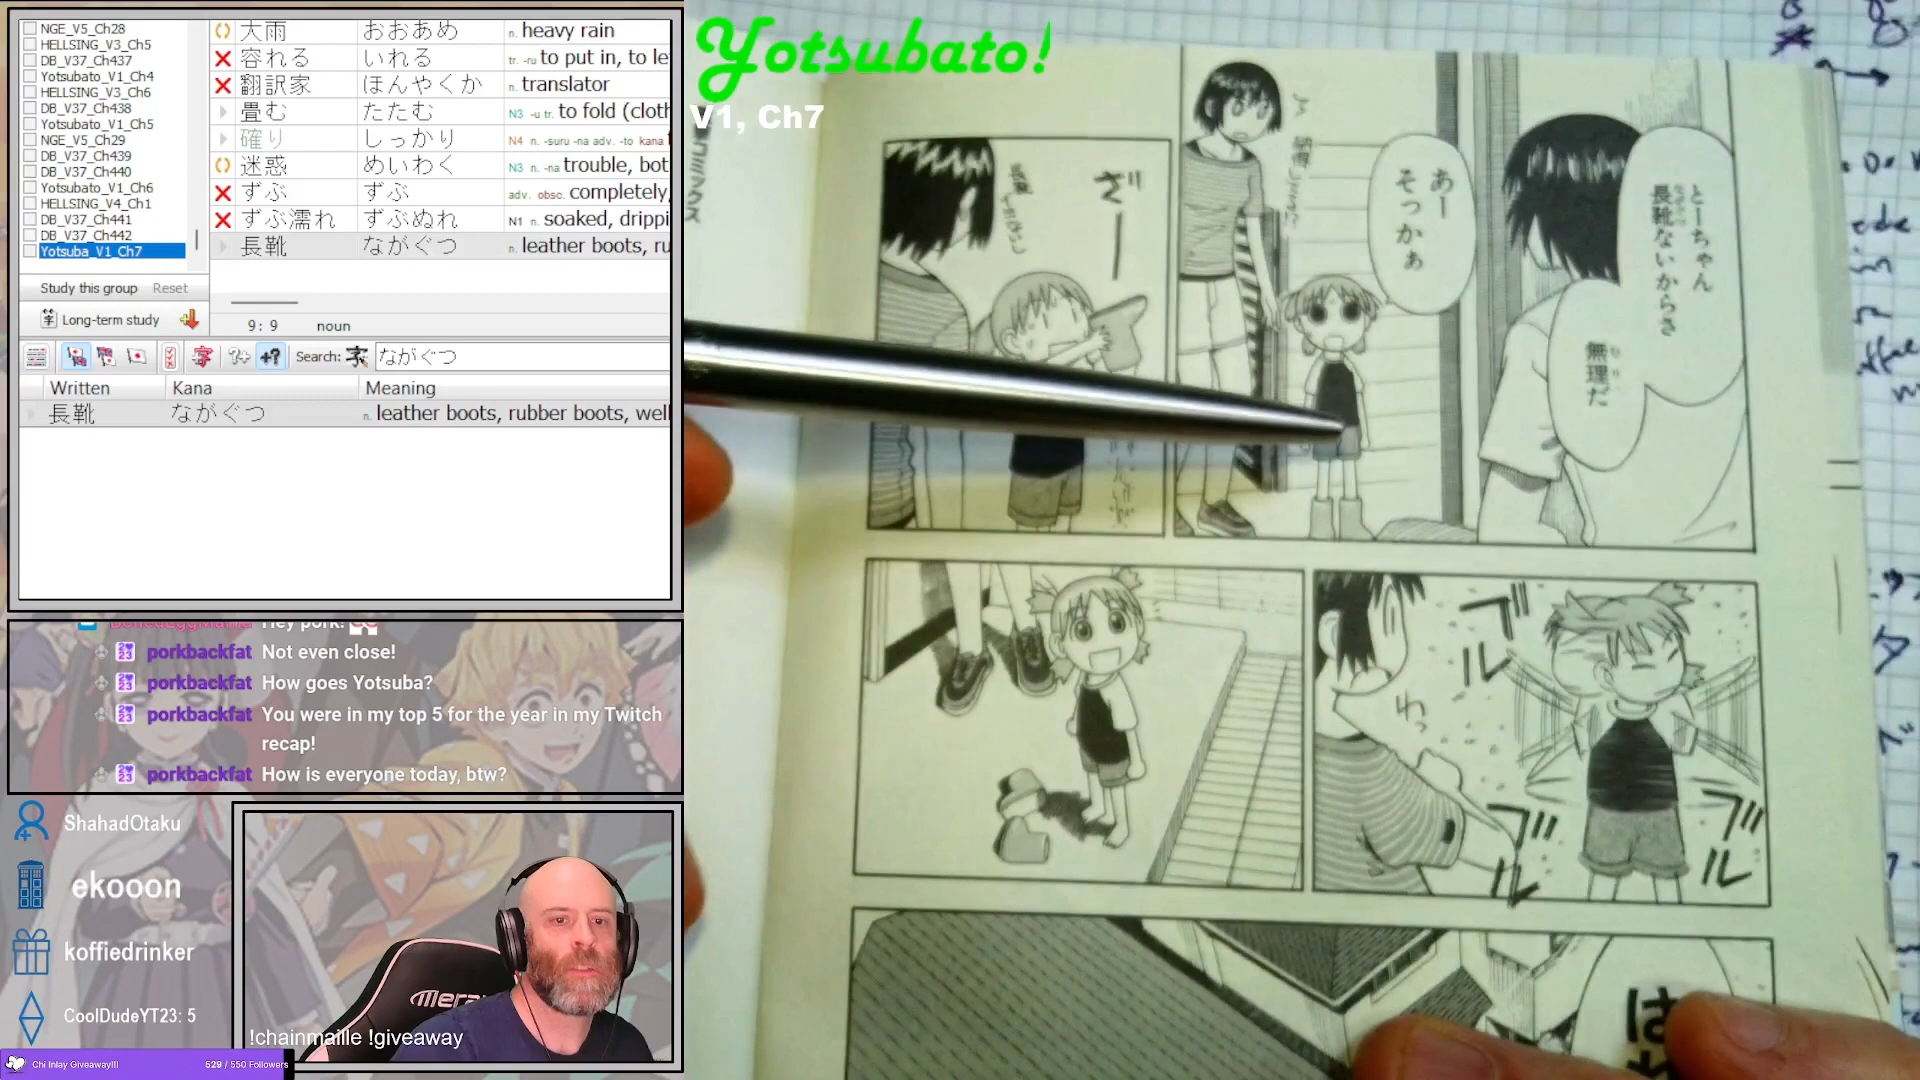 NGE_V5_Ch28
HELLSING_V3_Ch5
DB_V37_Ch437
Yotsubato_V1_Ch4
HELLSING_V3_Ch6
DB_V37_Ch438
Yotsubato_V1_Ch5
NGE_V5_Ch29
DB_V37_Ch439
DB_V37_Ch440
Yotsubato_V1_Ch6
HELLSING_V4_Ch1
DB_V37_Ch441
DB_V37_Ch442
Yotsuba_V1_Ch7
Study this group Reset
Long-term study
大雨 おおあめ n. heavy rain
容れる いれる tr. -ru to put in, to le
翻訳家 ほんやくか n. translator
畳む たたむ N3 -u tr. to fold (cloth
確り しっかり N4 n. -suru -na adv. -to kana
迷惑 めいわく N3 n. -na trouble, bot
ずぶ ずぶ adv. obsc. completely,
ずぶ濡れ ずぶぬれ N1 n. soaked, drippi
長靴 ながぐつ n. leather boots, ru
9: 9 noun
Search: ながぐつ
Written Kana Meaning
長靴 ながぐつ n. leather boots, rubber boots, well
Hey pork!
porkbackfat Not even close!
porkbackfat How goes Yotsuba?
porkbackfat You were in my top 5 for the year in my Twitch
recap!
porkbackfat How is everyone today, btw?
ShahadOtaku
ekooon
koffiedrinker
CoolDudeYT23: 5
Chi Inlay Giveaway!!! 529 / 550 Followers
!chainmaille !giveaway
Yotsubato!
V1, Ch7
とーちゃん
長靴ないからさ
無理だ
あー
そっかぁ
ざー
わっ
ブルブル
ブルブル
は